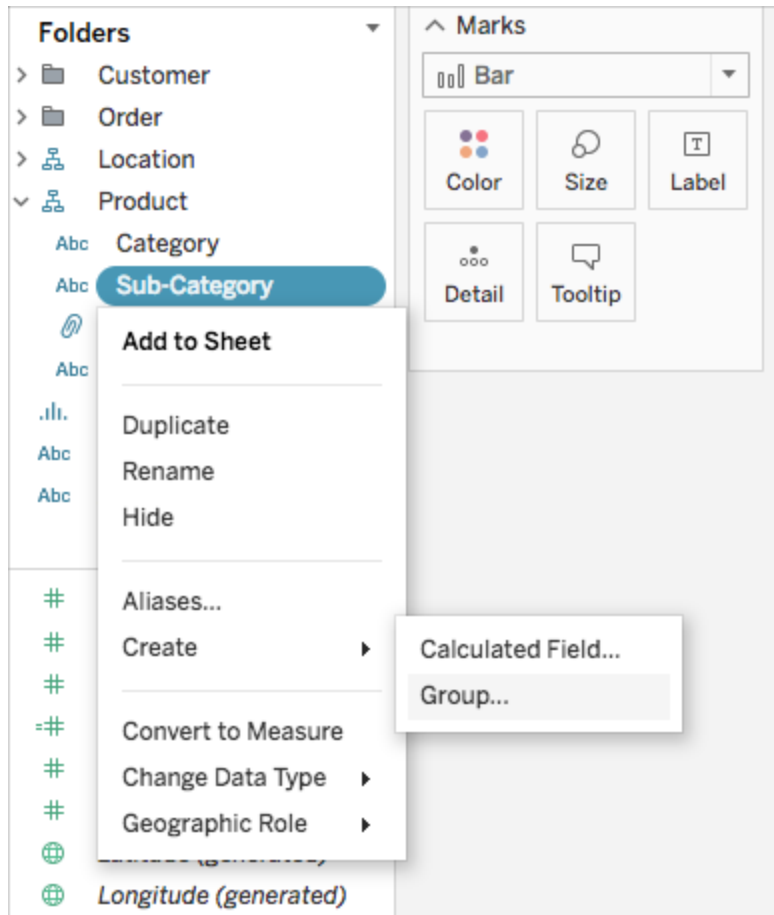 Folders
Customer
Order
Location
Product
Abc Category
Abc Sub-Category
Abc
Abc
Abc
Add to Sheet
Duplicate
Rename
Hide
Aliases...
Create
Convert to Measure
Change Data Type
Geographic Role
Calculated Field...
Group...
#
#
#
=#
#
#
Latitude (generated)
Longitude (generated)
Marks
Bar
Color
Size
T
Label
Detail
Tooltip